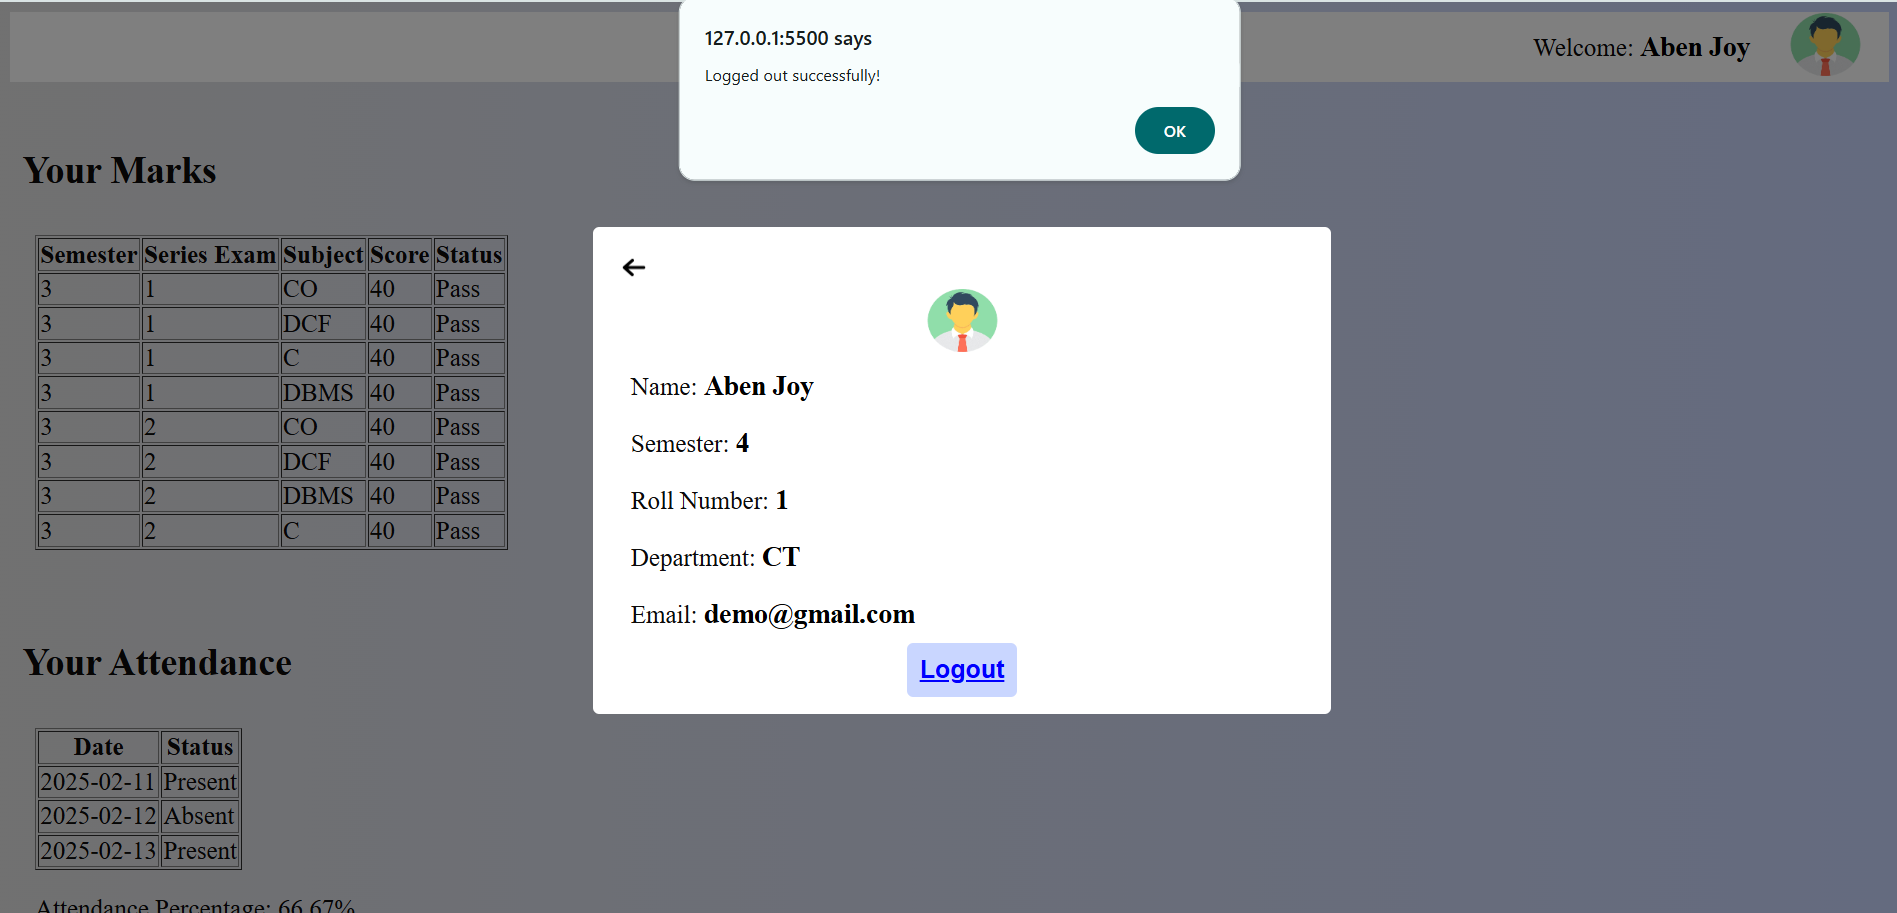 127.0.0.1:5500 says
Logged out successfully!
OK
Welcome: Aben Joy
Your Marks
Semester Series Exam Subject Score Status
3 1 CO 40 Pass
3 1 DCF 40 Pass
3 1 C 40 Pass
3 1 DBMS 40 Pass
3 2 CO 40 Pass
3 2 DCF 40 Pass
3 2 DBMS 40 Pass
3 2 C 40 Pass
Your Attendance
Date Status
2025-02-11 Present
2025-02-12 Absent
2025-02-13 Present
Attendance Percentage: 66.67%
Name: Aben Joy
Semester: 4
Roll Number: 1
Department: CT
Email: demo@gmail.com
Logout